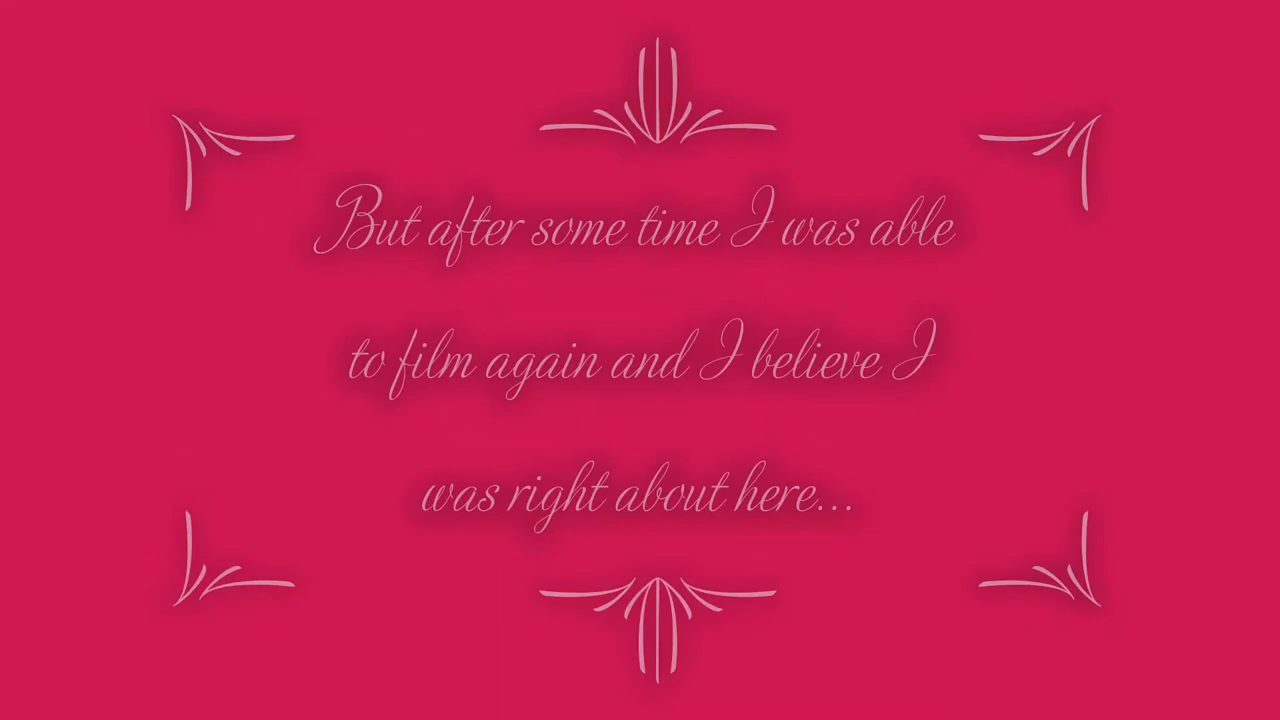 But after some time I was able
to film again and I believe I
was right about here...